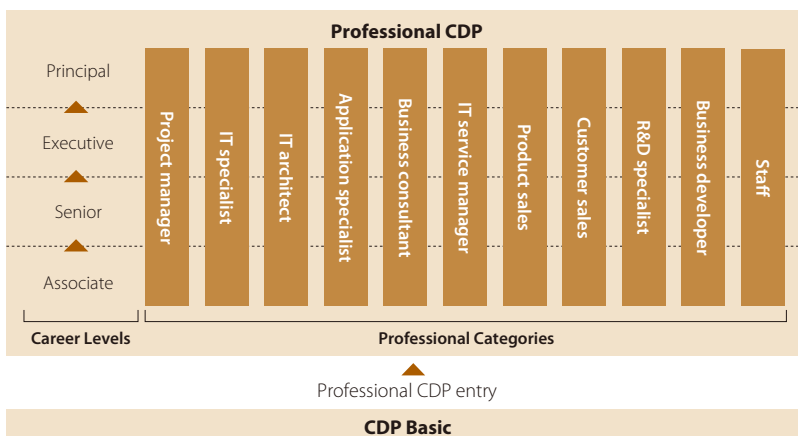 Professional CDP
Principal
Executive
Senior
Associate
Project manager
IT specialist
IT architect
Application specialist
Business consultant
IT service manager
Product sales
Customer sales
R&D specialist
Business developer
Staff
Career Levels
Professional Categories
Professional CDP entry
CDP Basic